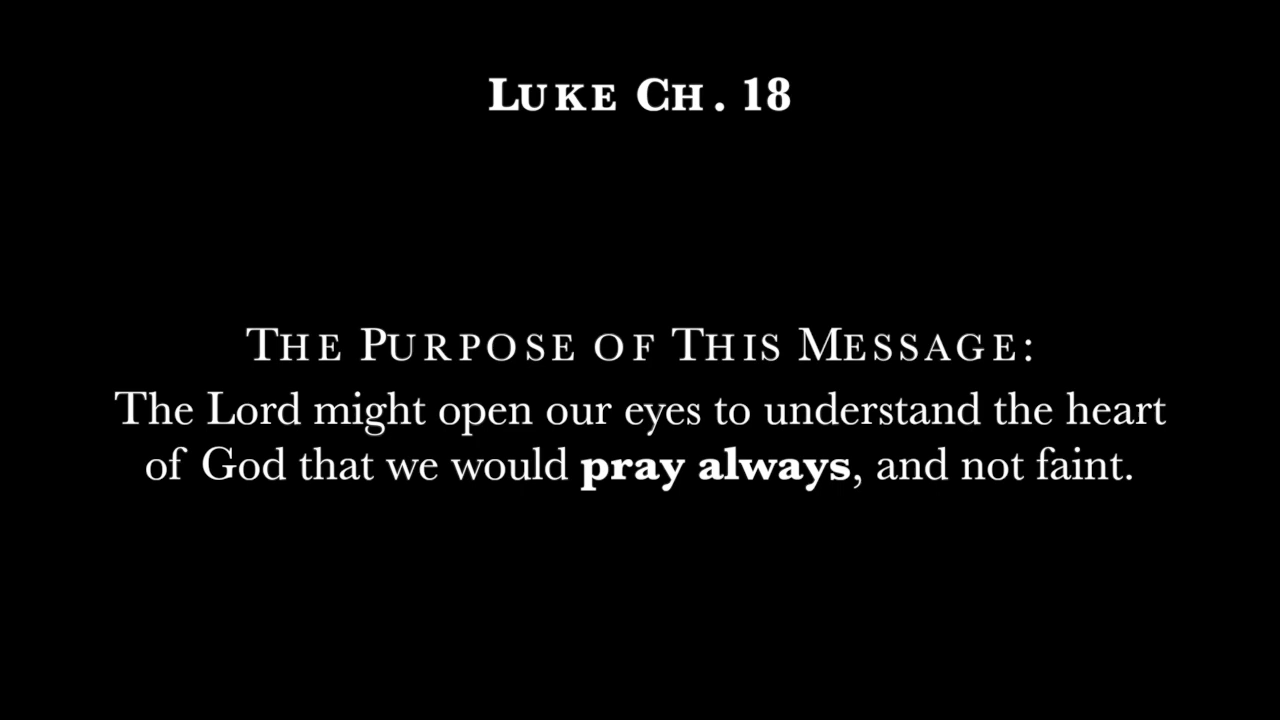 Luke Ch. 18
The Purpose of This Message:
The Lord might open our eyes to understand the heart
of God that we would pray always, and not faint.